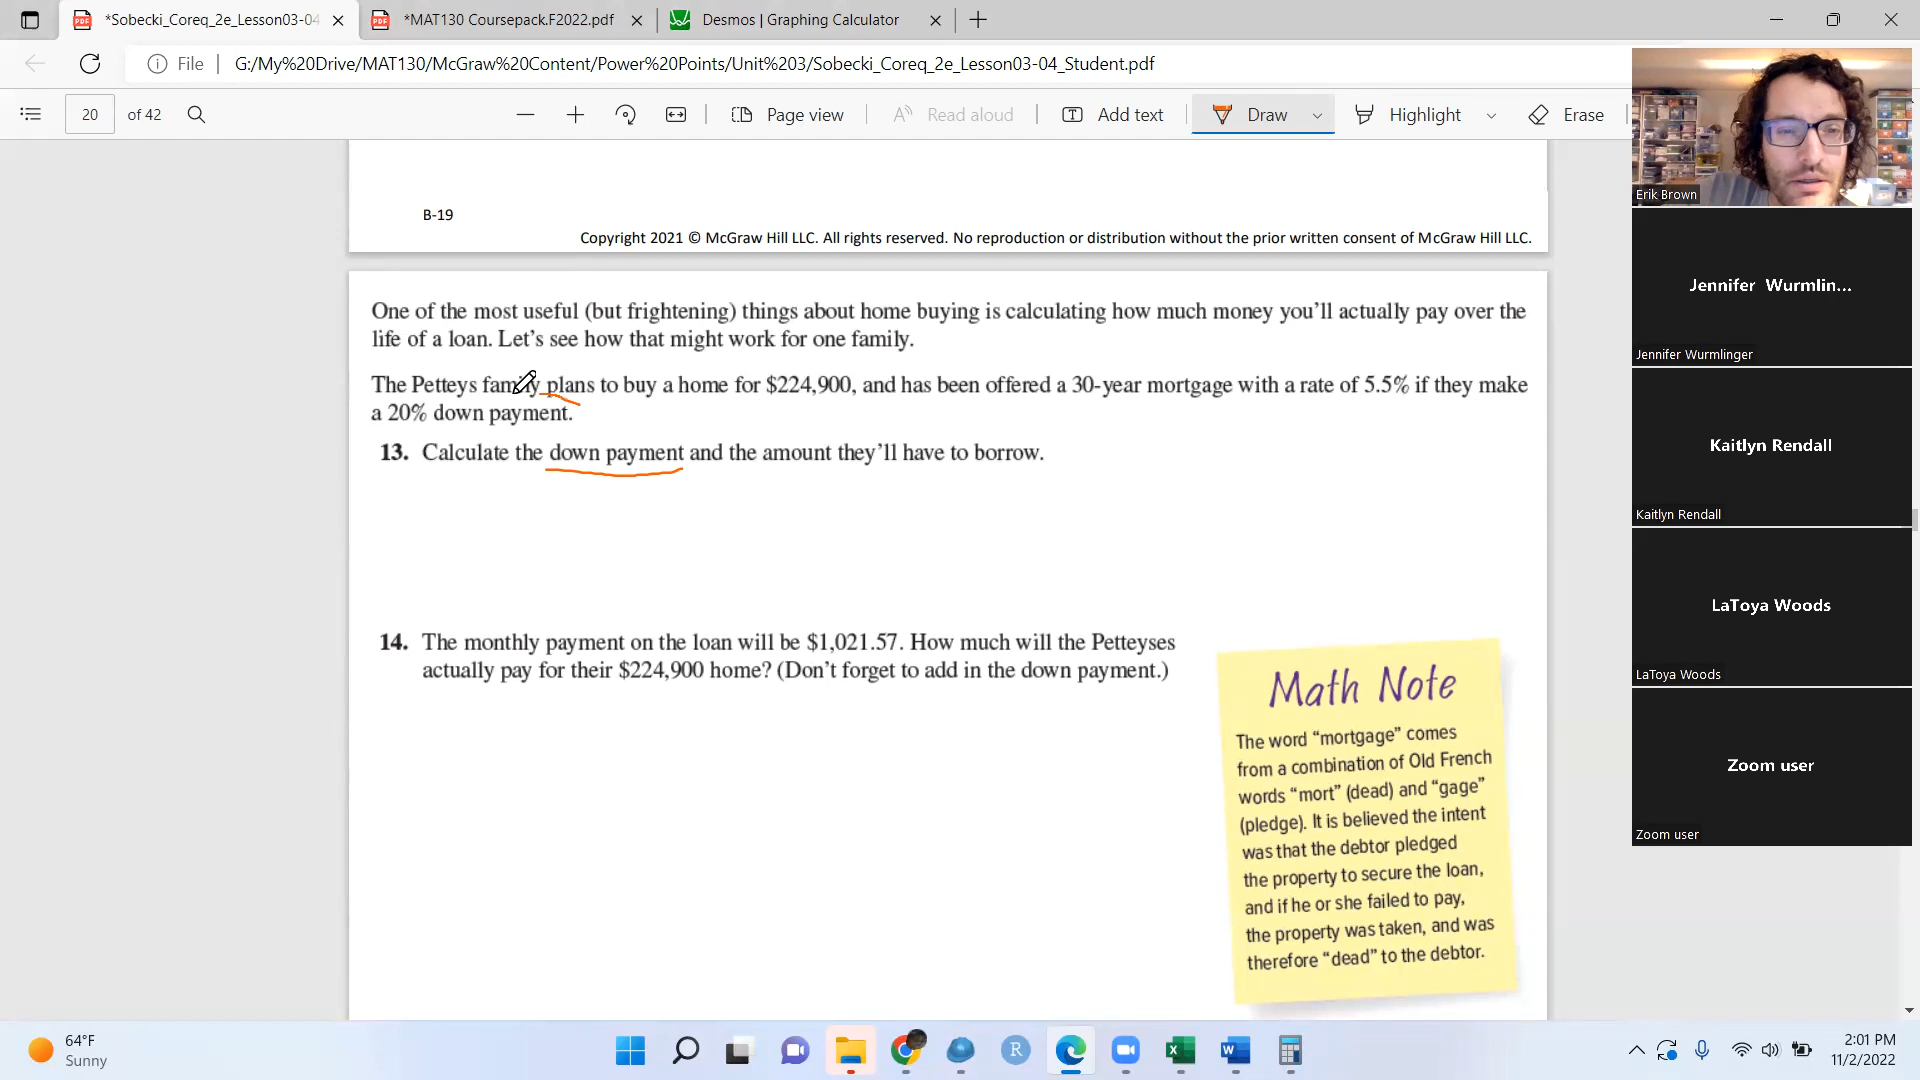 *Sobecki_Coreq_2e_Lesson03-04
*MAT130 Coursepack.F2022.pdf
Desmos | Graphing Calculator
File
G:/My%20Drive/MAT130/McGraw%20Content/Power%20Points/Unit%203/Sobecki_Coreq_2e_Lesson03-04_Student.pdf
20 of 42
Page view
Read aloud
Add text
Draw
Highlight
Erase
B-19
Copyright 2021 © McGraw Hill LLC. All rights reserved. No reproduction or distribution without the prior written consent of McGraw Hill LLC.
One of the most useful (but frightening) things about home buying is calculating how much money you’ll actually pay over the
life of a loan. Let’s see how that might work for one family.
The Petteys family plans to buy a home for $224,900, and has been offered a 30-year mortgage with a rate of 5.5% if they make
a 20% down payment.
13. Calculate the down payment and the amount they’ll have to borrow.
14. The monthly payment on the loan will be $1,021.57. How much will the Petteyses
actually pay for their $224,900 home? (Don’t forget to add in the down payment.)
Math Note
The word “mortgage” comes
from a combination of Old French
words “mort” (dead) and “gage”
(pledge). It is believed the intent
was that the debtor pledged
the property to secure the loan,
and if he or she failed to pay,
the property was taken, and was
therefore “dead” to the debtor.
Erik Brown
Jennifer Wurmlin...
Jennifer Wurmlinger
Kaitlyn Rendall
Kaitlyn Rendall
LaToya Woods
LaToya Woods
Zoom user
Zoom user
64°F
Sunny
2:01 PM
11/2/2022